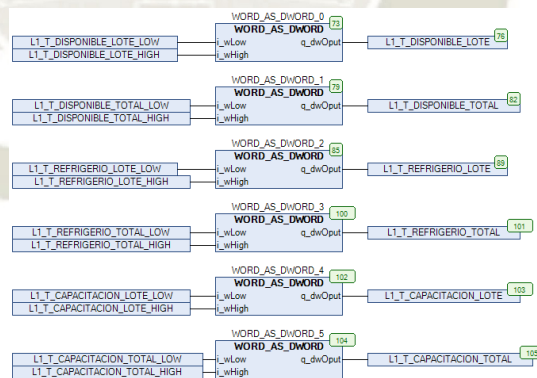 WORD_AS_DWORD_0
WORD_AS_DWORD 73
L1_T_DISPONIBLE_LOTE_LOW i_wLow q_dwOput L1_T_DISPONIBLE_LOTE 76
L1_T_DISPONIBLE_LOTE_HIGH i_wHigh
WORD_AS_DWORD_1
WORD_AS_DWORD 79
L1_T_DISPONIBLE_TOTAL_LOW i_wLow q_dwOput L1_T_DISPONIBLE_TOTAL 82
L1_T_DISPONIBLE_TOTAL_HIGH i_wHigh
WORD_AS_DWORD_2
WORD_AS_DWORD 85
L1_T_REFRIGERIO_LOTE_LOW i_wLow q_dwOput L1_T_REFRIGERIO_LOTE 89
L1_T_REFRIGERIO_LOTE_HIGH i_wHigh
WORD_AS_DWORD_3
WORD_AS_DWORD 100
L1_T_REFRIGERIO_TOTAL_LOW i_wLow q_dwOput L1_T_REFRIGERIO_TOTAL 101
L1_T_REFRIGERIO_TOTAL_HIGH i_wHigh
WORD_AS_DWORD_4
WORD_AS_DWORD 102
L1_T_CAPACITACION_LOTE_LOW i_wLow q_dwOput L1_T_CAPACITACION_LOTE 103
L1_T_CAPACITACION_LOTE_HIGH i_wHigh
WORD_AS_DWORD_5
WORD_AS_DWORD 104
L1_T_CAPACITACION_TOTAL_LOW i_wLow q_dwOput L1_T_CAPACITACION_TOTAL 105
L1_T_CAPACITACION_TOTAL_HIGH i_wHigh